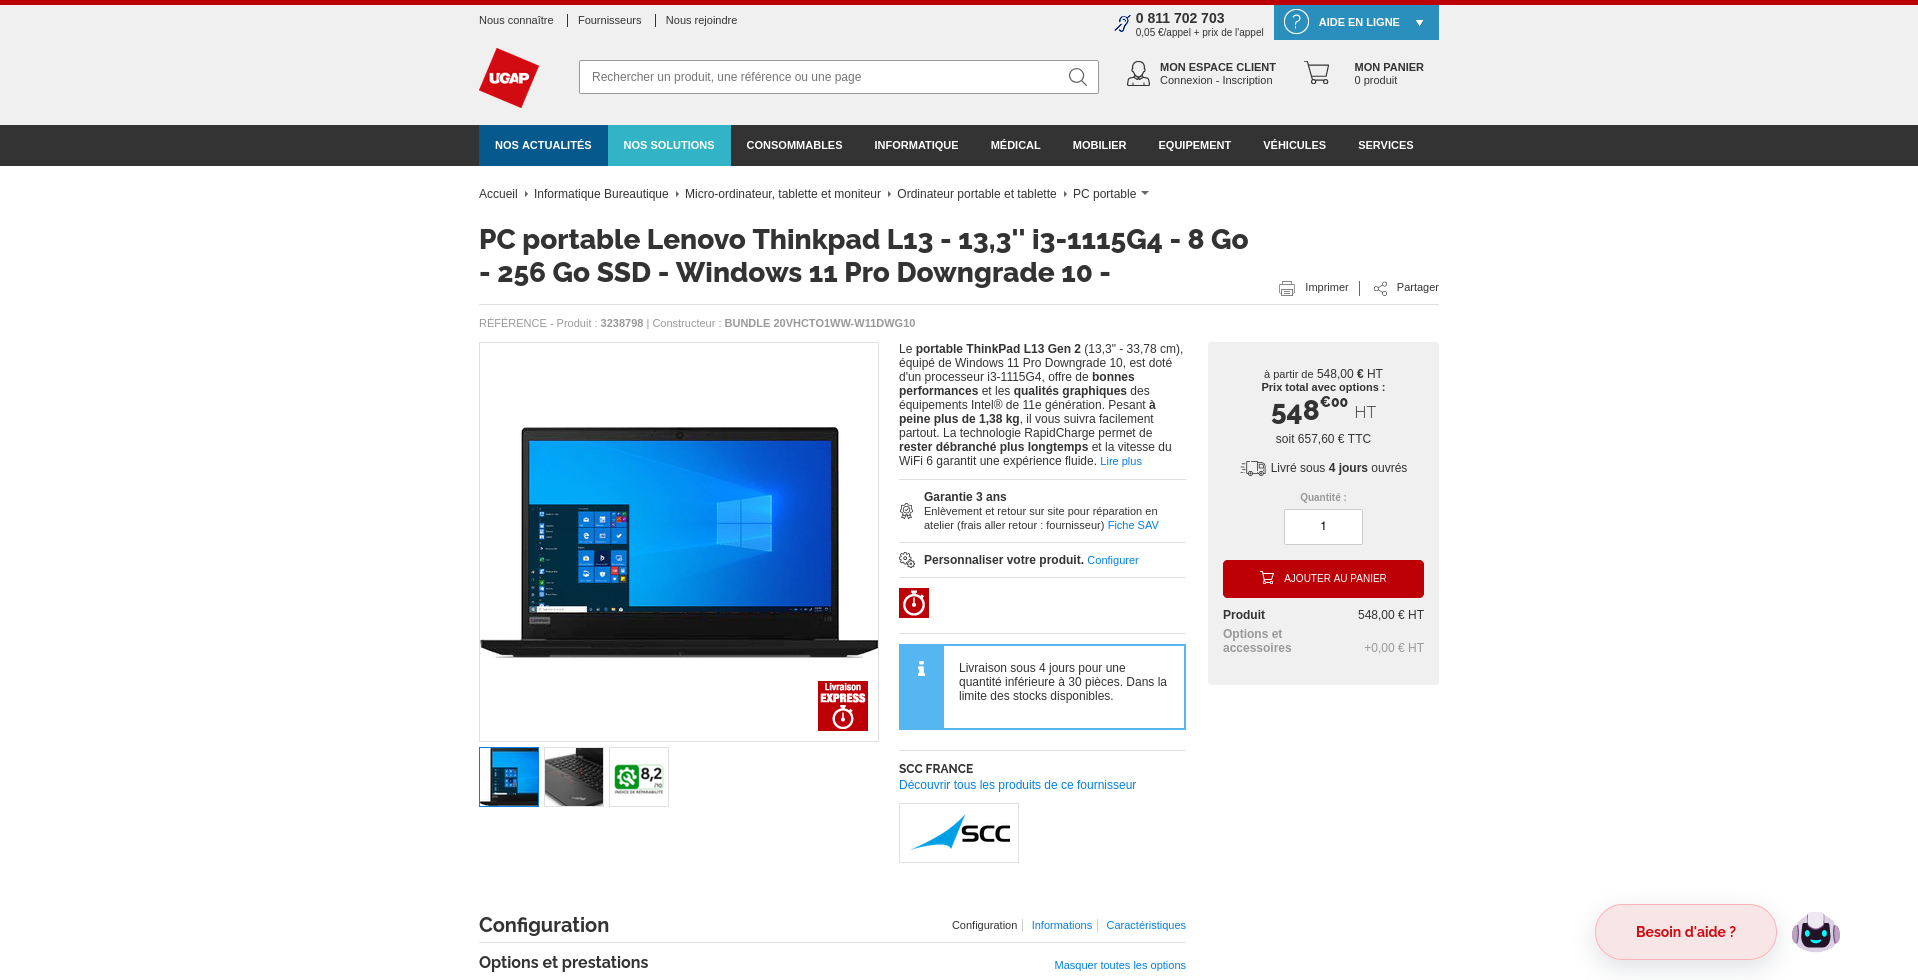 Nous connaître
Fournisseurs
Nous rejoindre
0 811 702 703
0,05 €/appel + prix de l'appel
AIDE EN LIGNE
UGAP
Rechercher un produit, une référence ou une page
MON ESPACE CLIENT
Connexion - Inscription
MON PANIER
0 produit
NOS ACTUALITÉS
NOS SOLUTIONS
CONSOMMABLES
INFORMATIQUE
MÉDICAL
MOBILIER
EQUIPEMENT
VÉHICULES
SERVICES
Accueil
Informatique Bureautique
Micro-ordinateur, tablette et moniteur
Ordinateur portable et tablette
PC portable
PC portable Lenovo Thinkpad L13 - 13,3'' i3-1115G4 - 8 Go
- 256 Go SSD - Windows 11 Pro Downgrade 10 -
Imprimer
Partager
RÉFÉRENCE - Produit : 3238798 | Constructeur : BUNDLE 20VHCTO1WW-W11DWG10
Lenovo
Livraison
EXPRESS
8,2
/10
INDICE DE RÉPARABILITÉ
Le portable ThinkPad L13 Gen 2 (13,3" - 33,78 cm),
équipé de Windows 11 Pro Downgrade 10, est doté
d'un processeur i3-1115G4, offre de bonnes
performances et les qualités graphiques des
équipements Intel® de 11e génération. Pesant à
peine plus de 1,38 kg, il vous suivra facilement
partout. La technologie RapidCharge permet de
rester débranché plus longtemps et la vitesse du
WiFi 6 garantit une expérience fluide. Lire plus
Garantie 3 ans
Enlèvement et retour sur site pour réparation en
atelier (frais aller retour : fournisseur) Fiche SAV
Personnaliser votre produit. Configurer
Livraison sous 4 jours pour une
quantité inférieure à 30 pièces. Dans la
limite des stocks disponibles.
SCC FRANCE
Découvrir tous les produits de ce fournisseur
SCC
à partir de 548,00 € HT
Prix total avec options :
548€00 HT
soit 657,60 € TTC
Livré sous 4 jours ouvrés
Quantité :
1
AJOUTER AU PANIER
Produit 548,00 € HT
Options et
accessoires +0,00 € HT
Configuration
Configuration
Informations
Caractéristiques
Options et prestations
Masquer toutes les options
Besoin d'aide ?